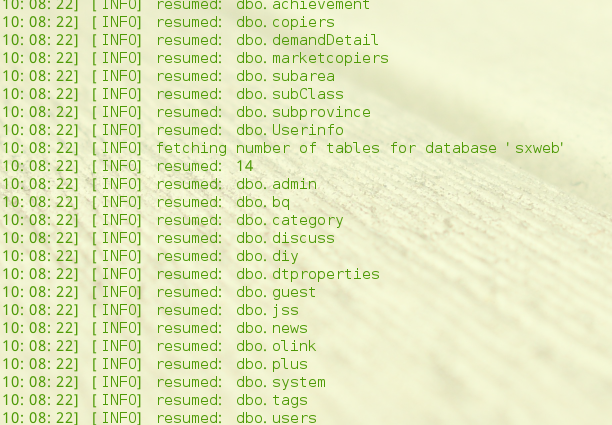 10:08:22] [INFO] resumed: dbo.achievement
10:08:22] [INFO] resumed: dbo.copiers
10:08:22] [INFO] resumed: dbo.demandDetail
10:08:22] [INFO] resumed: dbo.marketcopiers
10:08:22] [INFO] resumed: dbo.subarea
10:08:22] [INFO] resumed: dbo.subClass
10:08:22] [INFO] resumed: dbo.subprovince
10:08:22] [INFO] resumed: dbo.Userinfo
10:08:22] [INFO] fetching number of tables for database 'sxweb'
10:08:22] [INFO] resumed: 14
10:08:22] [INFO] resumed: dbo.admin
10:08:22] [INFO] resumed: dbo.bq
10:08:22] [INFO] resumed: dbo.category
10:08:22] [INFO] resumed: dbo.discuss
10:08:22] [INFO] resumed: dbo.diy
10:08:22] [INFO] resumed: dbo.dtproperties
10:08:22] [INFO] resumed: dbo.guest
10:08:22] [INFO] resumed: dbo.jss
10:08:22] [INFO] resumed: dbo.news
10:08:22] [INFO] resumed: dbo.olink
10:08:22] [INFO] resumed: dbo.plus
10:08:22] [INFO] resumed: dbo.system
10:08:22] [INFO] resumed: dbo.tags
10:08:22] [INFO] resumed: dbo.users